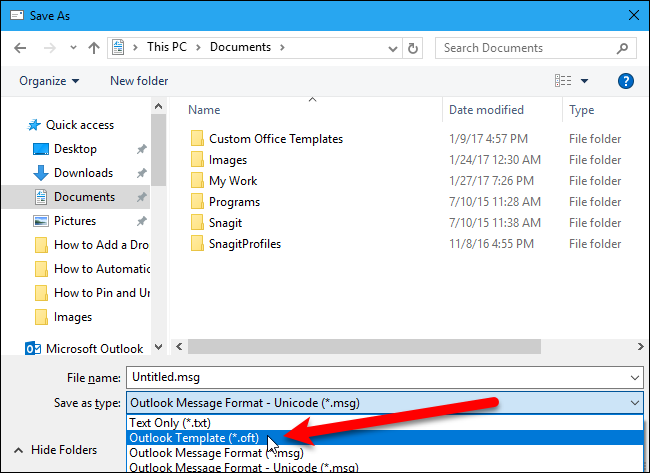 Save As
This PC > Documents >
Search Documents
Organize
New folder
?
Name
Date modified
Type
Quick access
Desktop
Downloads
Documents
Pictures
How to Add a Dro
How to Automatic
How to Pin and Ur
Images
Microsoft Outlook
Custom Office Templates 1/9/17 4:57 PM File folder
Images 1/24/17 12:30 AM File folder
My Work 1/27/17 7:26 PM File folder
Programs 7/10/15 11:28 AM File folder
Snagit 7/10/15 11:38 AM File folder
SnagitProfiles 11/8/16 4:55 PM File folder
File name: Untitled.msg
Save as type: Outlook Message Format - Unicode (*.msg)
Text Only (*.txt)
Outlook Template (*.oft)
Outlook Message Format (*.msg)
Outlook Message Format - Unicode (*.msg)
Hide Folders